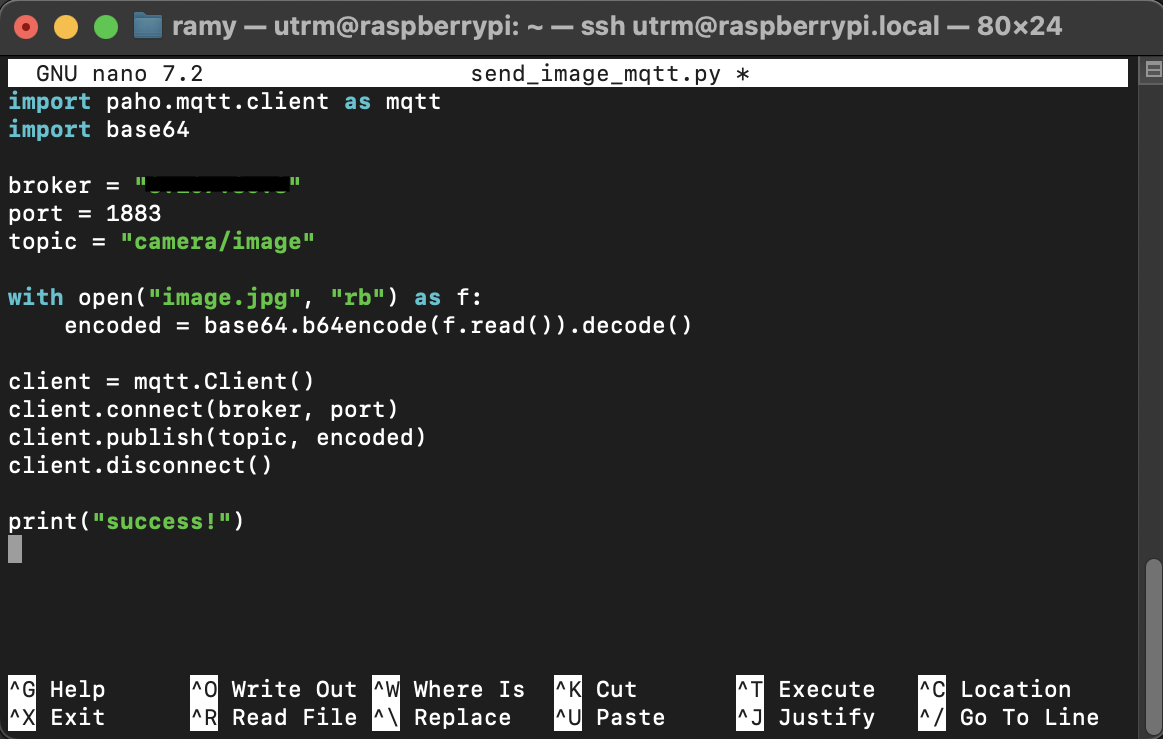 ramy — utrm@raspberrypi: ~ — ssh utrm@raspberrypi.local — 80×24
GNU nano 7.2 send_image_mqtt.py *
import paho.mqtt.client as mqtt
import base64
broker = ""
port = 1883
topic = "camera/image"
with open("image.jpg", "rb") as f:
    encoded = base64.b64encode(f.read()).decode()
client = mqtt.Client()
client.connect(broker, port)
client.publish(topic, encoded)
client.disconnect()
print("success!")
^G Help ^O Write Out ^W Where Is ^K Cut ^T Execute ^C Location
^X Exit ^R Read File ^\ Replace ^U Paste ^J Justify ^/ Go To Line